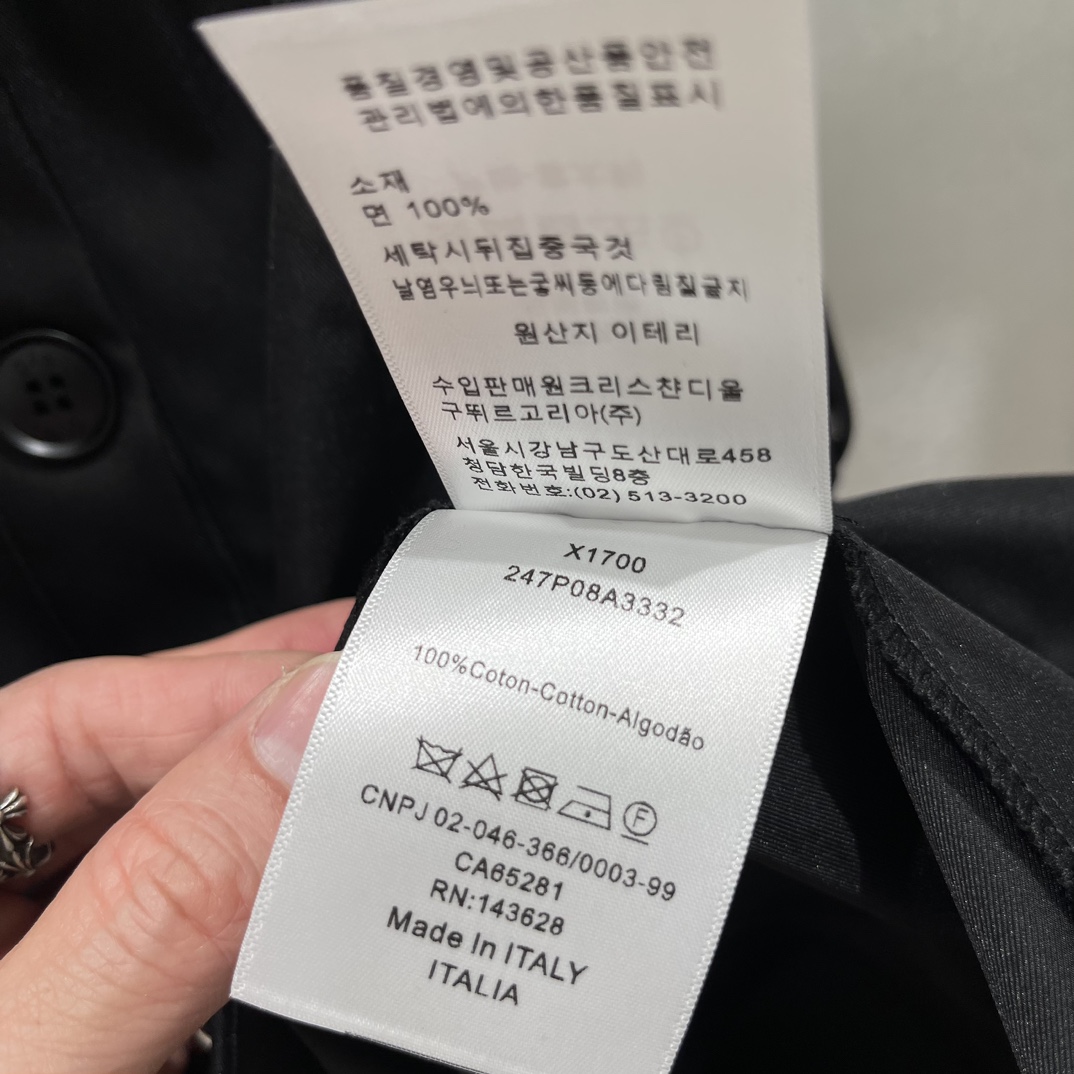 품질경영및공산품안전
관리법에의한품질표시
소재
면 100%
세탁시뒤집중국것
날염우늬또는궇씨등에다림질귤지
원산지 이테리
수입판매원크리스챤디올
구뛰르고리아(주)
서울시강남구도산대로458
청담한국빌딩8층
전화번호:(02) 513-3200
X1700
247P08A3332
100%Coton-Cotton-Algodão
F
CNPJ 02-046-366/0003-99
CA65281
RN:143628
Made In ITALY
ITALIA